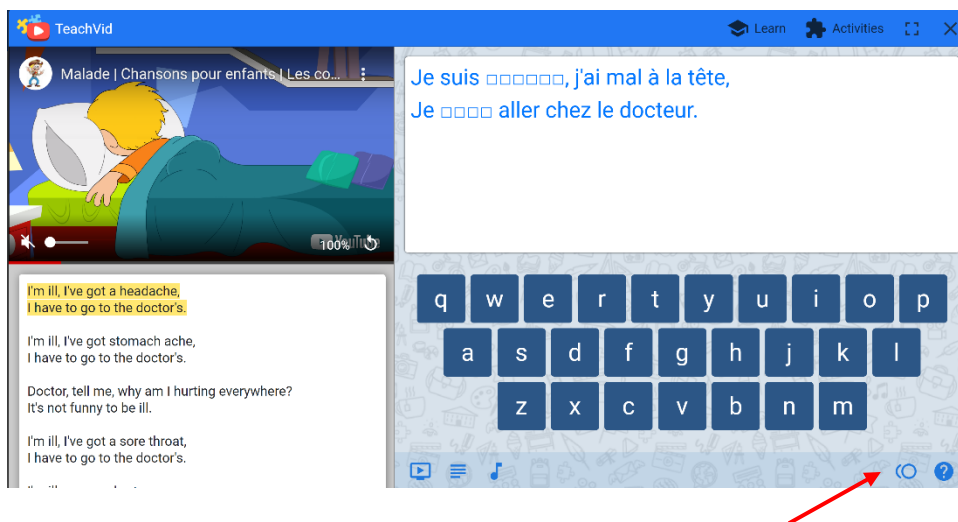 TeachVid
Learn
Activities
Malade | Chansons pour enfants | Les co...
100%
YouTube
I'm ill, I've got a headache,
I have to go to the doctor's.
I'm ill, I've got stomach ache,
I have to go to the doctor's.
Doctor, tell me, why am I hurting everywhere?
It's not funny to be ill.
I'm ill, I've got a sore throat,
I have to go to the doctor's.
Je suis □□□□□□, j'ai mal à la tête,
Je □□□□ aller chez le docteur.
q w e r t y u i o p
a s d f g h j k l
z x c v b n m
?